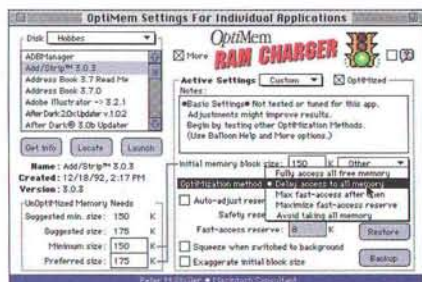 OptiMem Settings For Individual Applications
Disk Hobbes
ADBManager
Add/Strip™ 3.0.3
Address Book 3.7 Read Me
Address Book 3.7.0
Adobe Illustrator -> 3.2.1
After Dark 2.0x Updater v.1.0.2
After Dark® 3.0b Updater
Get Info
Locate
Launch
Name: Add/Strip™ 3.0.3
Created: 12/18/92, 2:17 PM
Version: 3.0.3
UnOptiMized Memory Needs
Suggested min. size: 150 K
Suggested size: 175 K
Minimum size: 150 K
Preferred size: 175 K
More
OptiMem
RAM CHARGER
Active Settings Custom
OptiMized
Notes:
Basic Settings Not tested or tuned for this app.
Adjustments might improve results.
Begin by testing other OptiMization Methods.
(Use Balloon Help and More options.)
Initial memory block size: 150 K Other
OptiMization method
Fully access all free memory
Delay access to all memory
Max fast-access after open
Maximize fast-access reserve
Avoid taking all memory
Auto-adjust reser
Safety rese
Fast-access reserve: 8 K
Restore
Squeeze when switched to background
Exaggerate initial block size
Backup
Macintosh Consultant